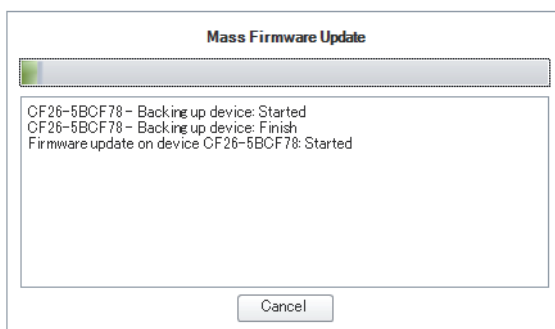 Mass Firmware Update
CF26-5BCF78 - Backing up device: Started
CF26-5BCF78 - Backing up device: Finish
Firmware update on device CF26-5BCF78: Started
Cancel